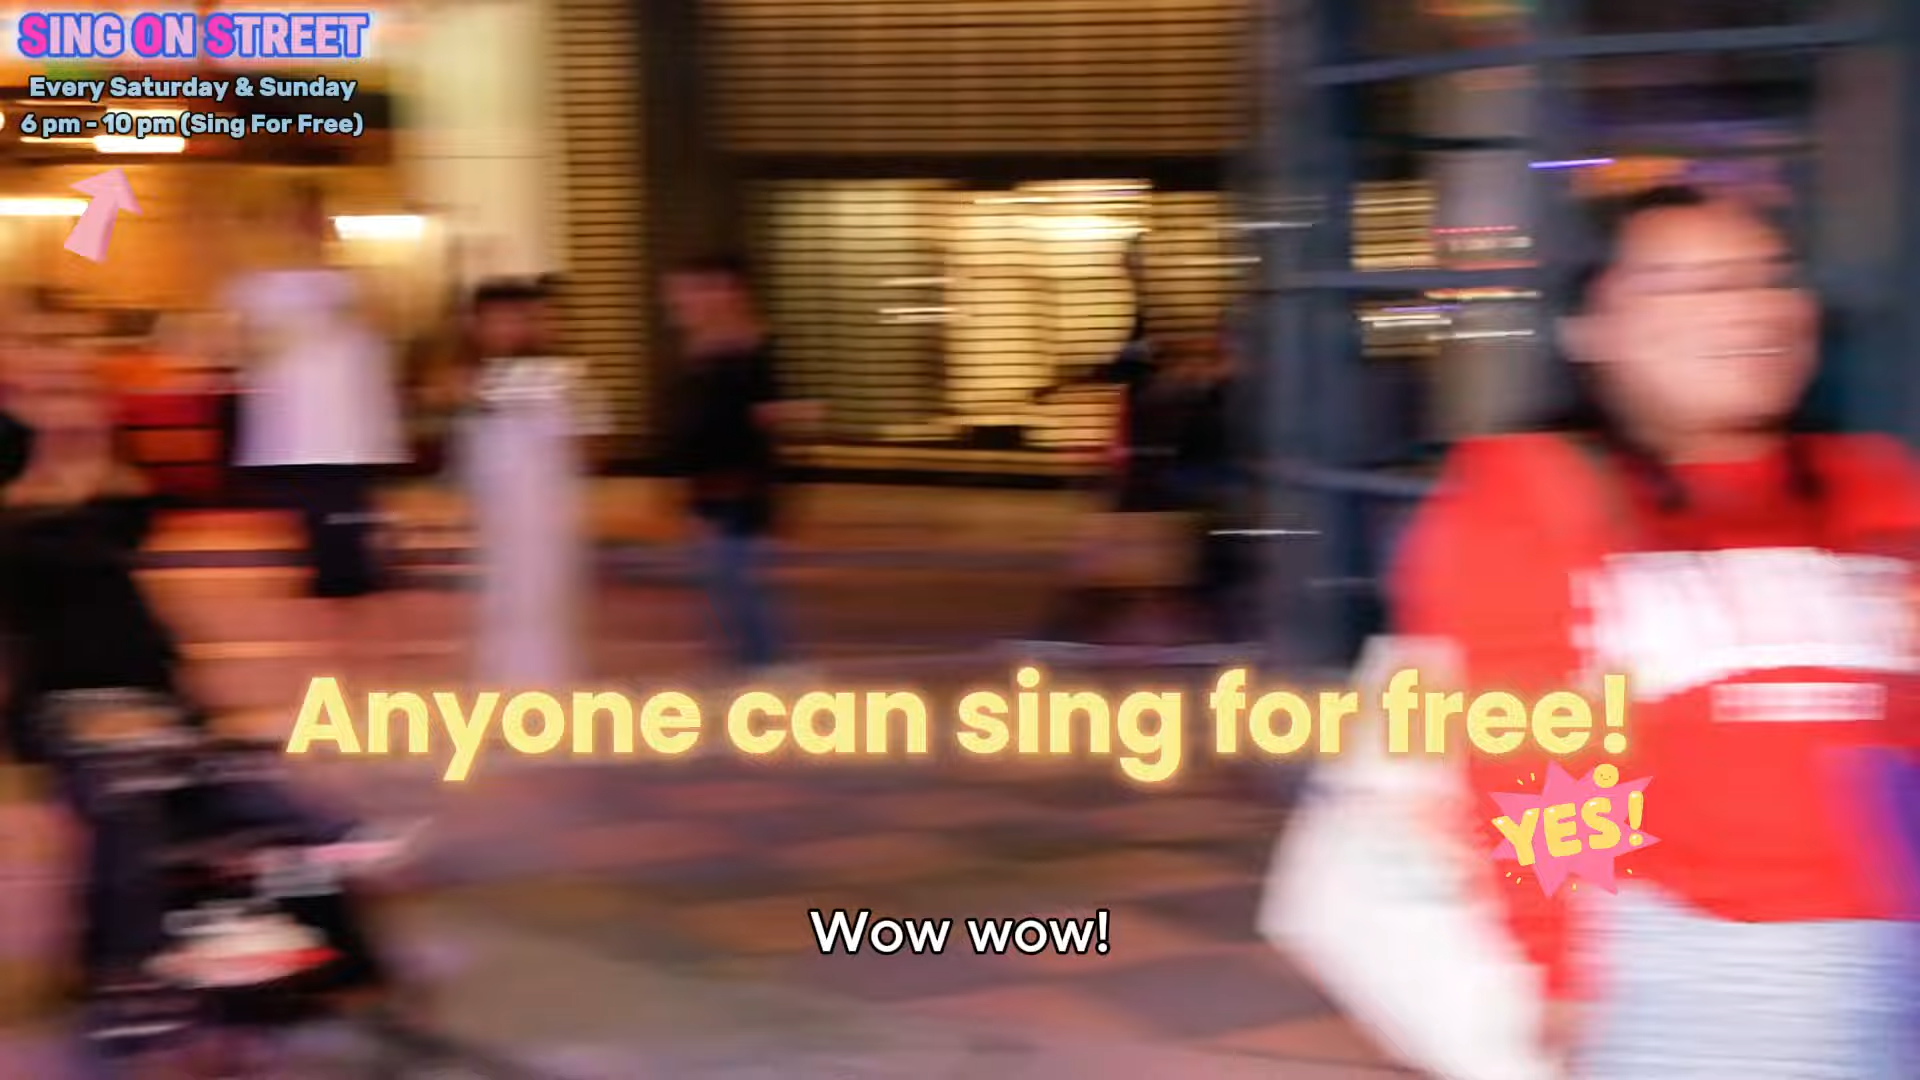 SING ON STREET
Every Saturday & Sunday
6 pm - 10 pm (Sing For Free)
Anyone can sing for free!
YES!
Wow wow!